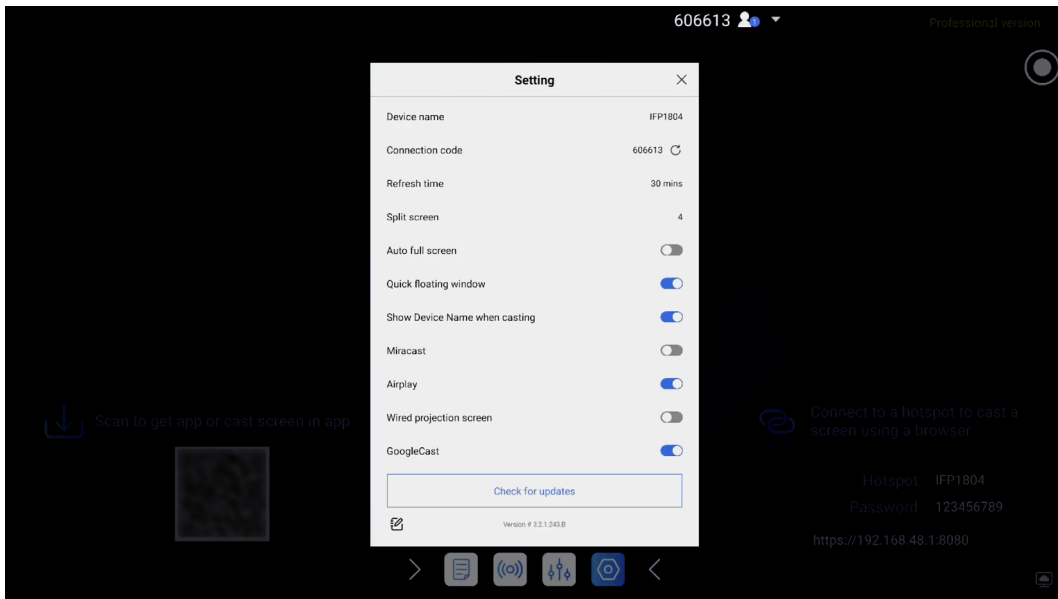 606613 1
Professional version
Setting
Device name IFP1804
Connection code 606613
Refresh time 30 mins
Split screen 4
Auto full screen
Quick floating window
Show Device Name when casting
Miracast
Airplay
Wired projection screen
GoogleCast
Check for updates
Version # 3.2.1.243.B
Scan to get app or cast screen in app
Connect to a hotspot to cast a
screen using a browser
Hotspot IFP1804
Password 123456789
https://192.168.48.1:8080